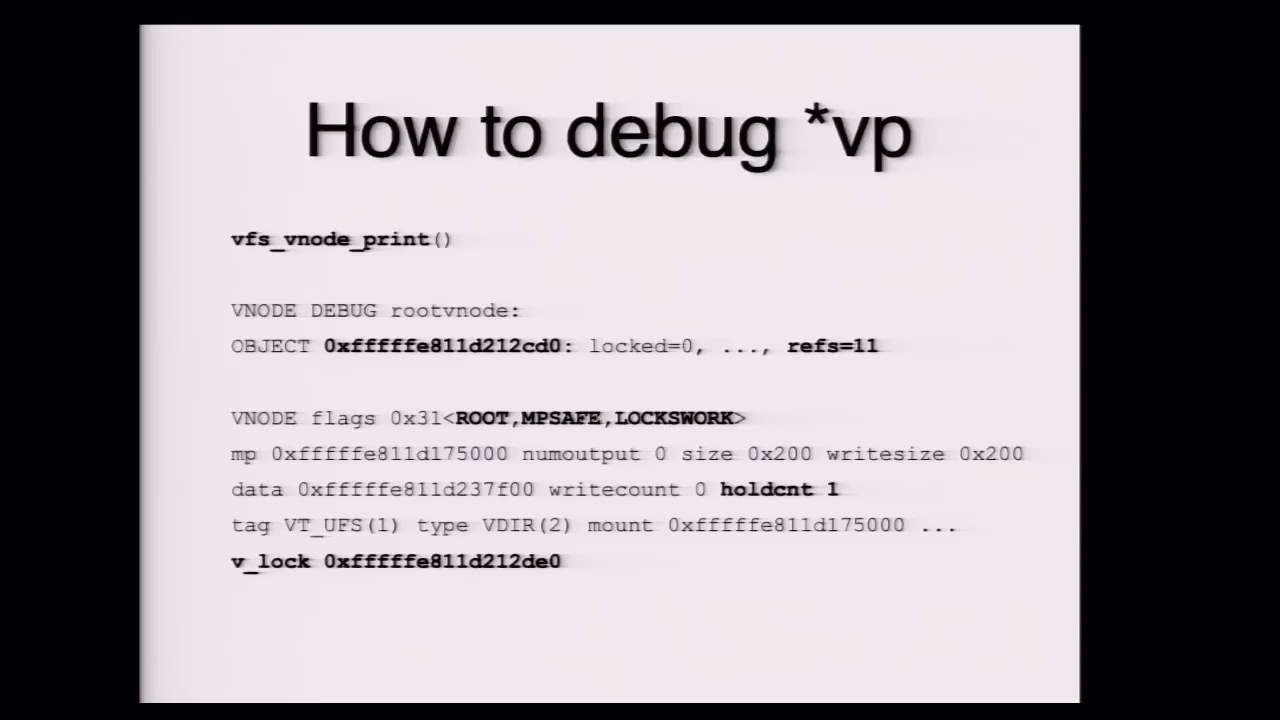 How to debug *vp
vfs_vnode_print()
VNODE DEBUG rootvnode:
OBJECT 0xfffffe811d212cd0: locked=0, ..., refs=11
VNODE flags 0x31<ROOT,MPSAFE,LOCKSWORK>
mp 0xfffffe811d175000 numoutput 0 size 0x200 writesize 0x200
data 0xfffffe811d237f00 writecount 0 holdcnt 1
tag VT_UFS(1) type VDIR(2) mount 0xfffffe811d175000 ...
v_lock 0xfffffe811d212de0